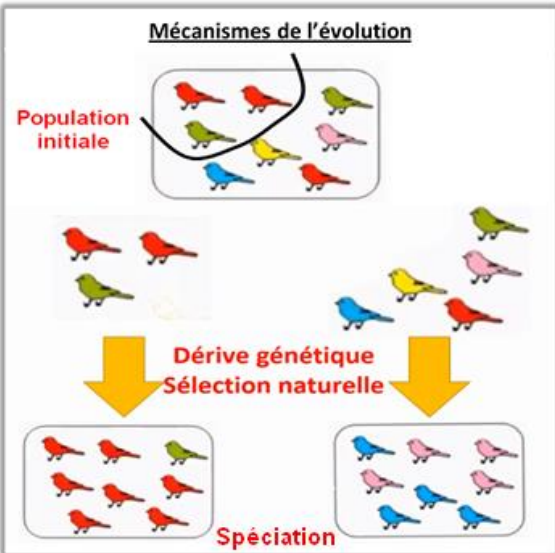 Mécanismes de l'évolution
Population
initiale
Dérive génétique
Sélection naturelle
Spéciation